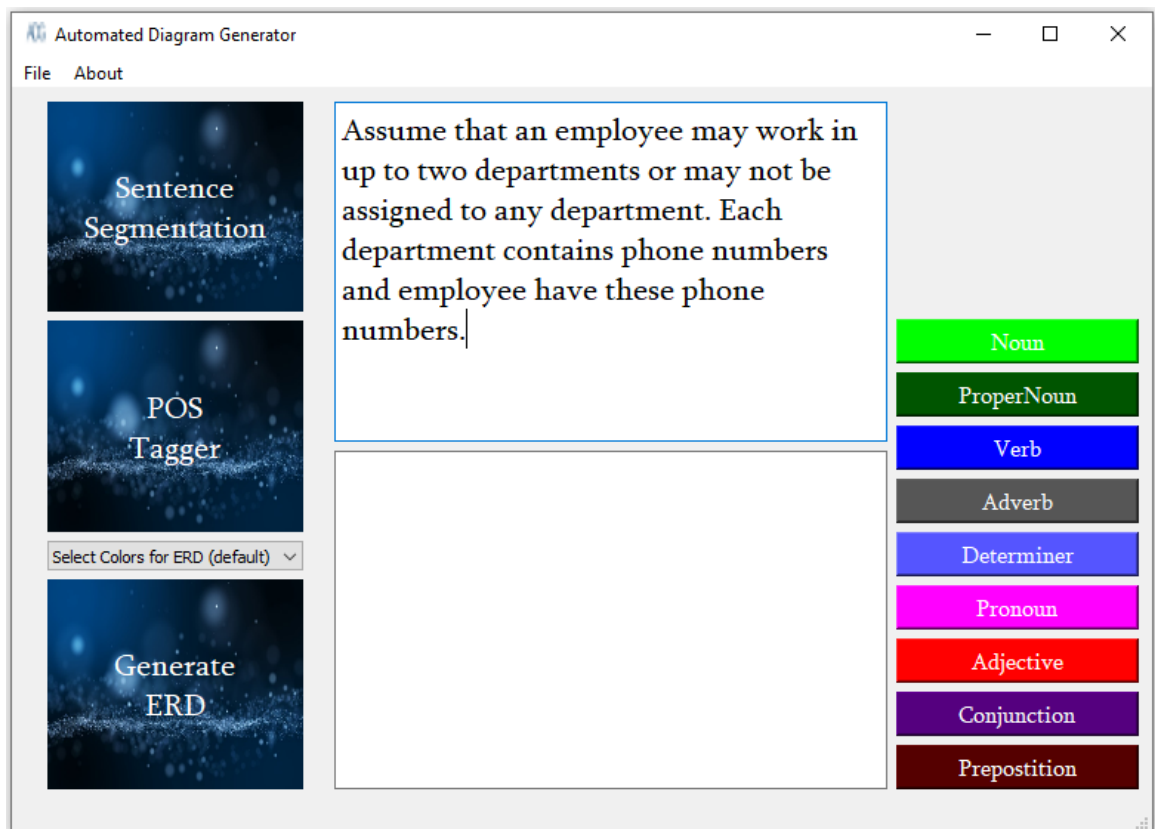 Automated Diagram Generator
File About
Sentence
Segmentation
POS
Tagger
Select Colors for ERD (default)
Generate
ERD
Assume that an employee may work in
up to two departments or may not be
assigned to any department. Each
department contains phone numbers
and employee have these phone
numbers.
Noun
ProperNoun
Verb
Adverb
Determiner
Pronoun
Adjective
Conjunction
Prepostition